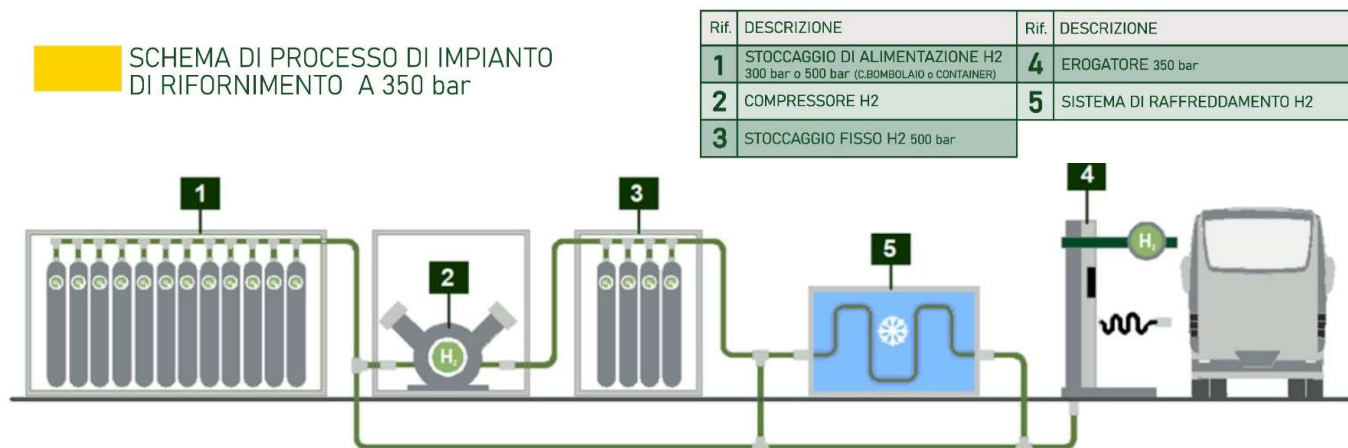 SCHEMA DI PROCESSO DI IMPIANTO
DI RIFORNIMENTO A 350 bar
Rif. DESCRIZIONE Rif. DESCRIZIONE
1 STOCCAGGIO DI ALIMENTAZIONE H2 4 EROGATORE 350 bar
300 bar o 500 bar (C.BOMBOLAIO o CONTAINER)
2 COMPRESSORE H2 5 SISTEMA DI RAFFREDDAMENTO H2
3 STOCCAGGIO FISSO H2 500 bar
1
3
4
2
5
H₂
H₂